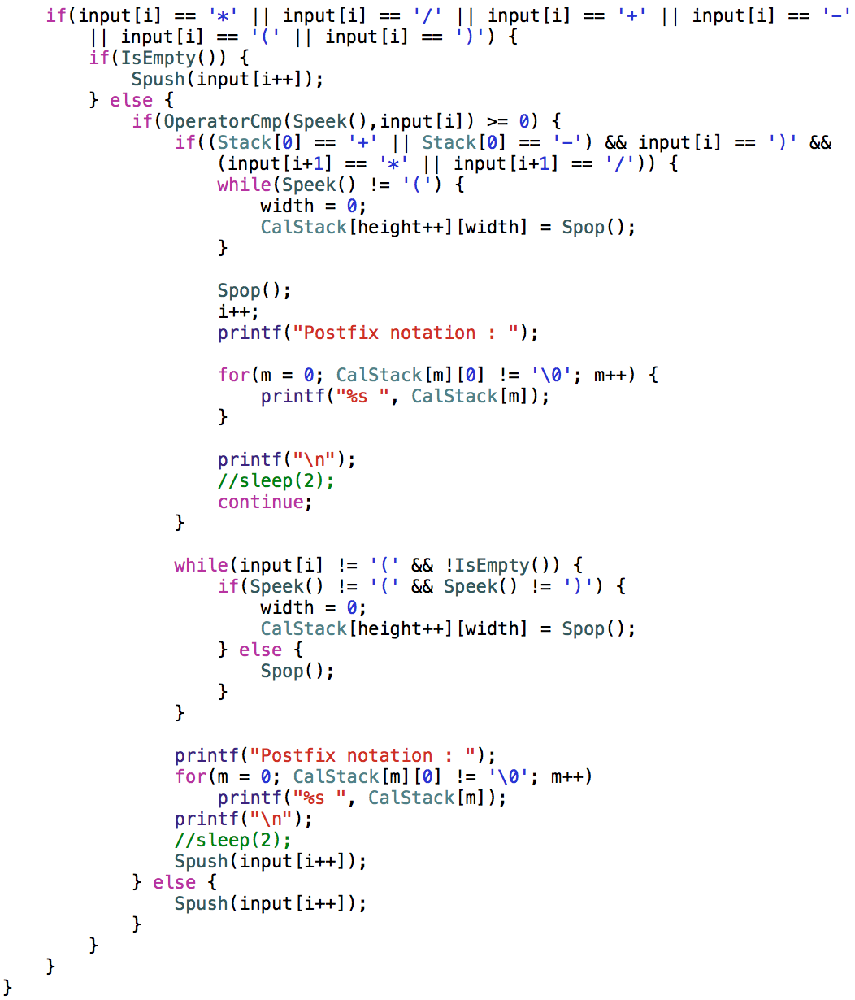 if(input[i] == '*' || input[i] == '/' || input[i] == '+' || input[i] == '-'
|| input[i] == '(' || input[i] == ')') {
if(IsEmpty()) {
Spush(input[i++]);
} else {
if(OperatorCmp(Speek(),input[i]) >= 0) {
if((Stack[0] == '+' || Stack[0] == '-') && input[i] == ')' &&
(input[i+1] == '*' || input[i+1] == '/')) {
while(Speek() != '(') {
width = 0;
CalStack[height++][width] = Spop();
}
Spop();
i++;
printf("Postfix notation : ");
for(m = 0; CalStack[m][0] != '\0'; m++) {
printf("%s ", CalStack[m]);
}
printf("\n");
//sleep(2);
continue;
}
while(input[i] != '(' && !IsEmpty()) {
if(Speek() != '(' && Speek() != ')') {
width = 0;
CalStack[height++][width] = Spop();
} else {
Spop();
}
}
printf("Postfix notation : ");
for(m = 0; CalStack[m][0] != '\0'; m++)
printf("%s ", CalStack[m]);
printf("\n");
//sleep(2);
Spush(input[i++]);
} else {
Spush(input[i++]);
}
}
}
}